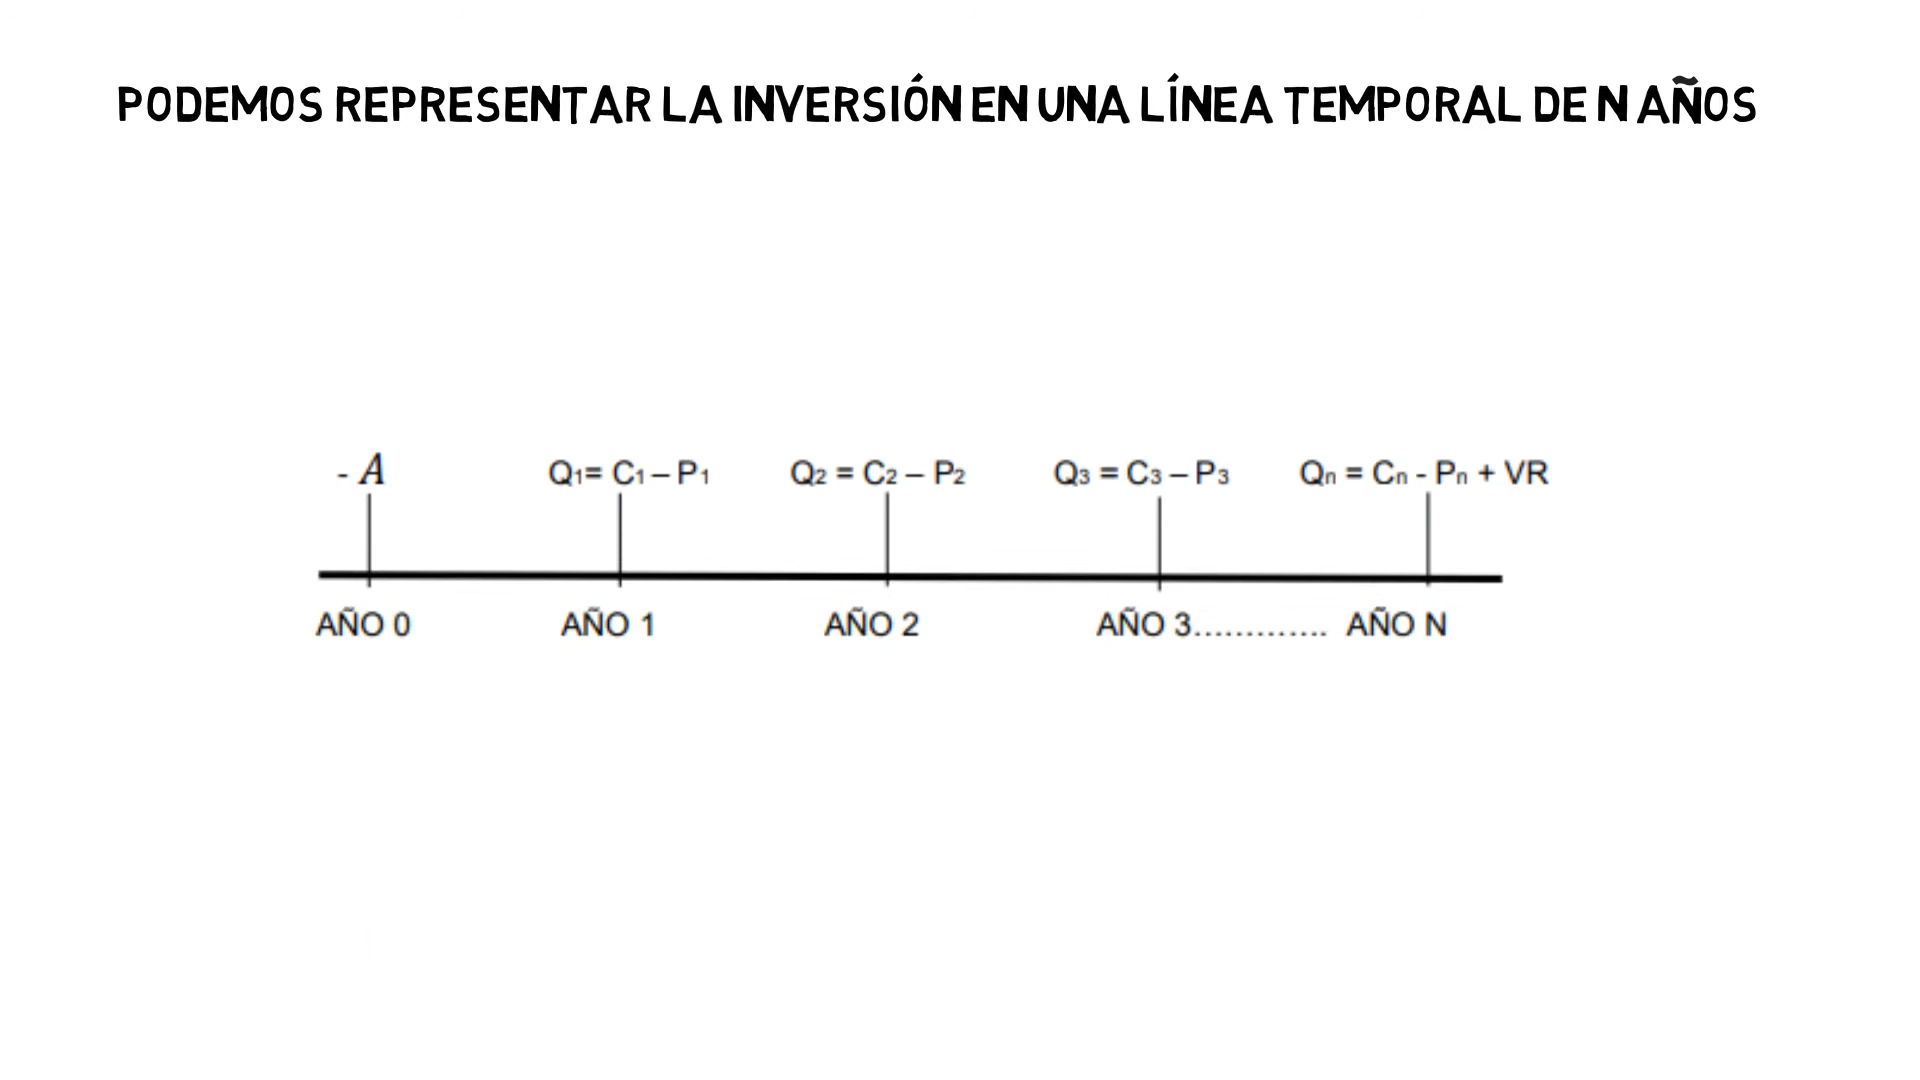 PODEMOS REPRESENTAR LA INVERSIÓN EN UNA LÍNEA TEMPORAL DE N AÑOS
- A Q₁= C₁ – P₁ Q₂ = C₂ – P₂ Q₃ = C₃ – P₃ Qₙ = Cₙ - Pₙ + VR
AÑO 0 AÑO 1 AÑO 2 AÑO 3............. AÑO N